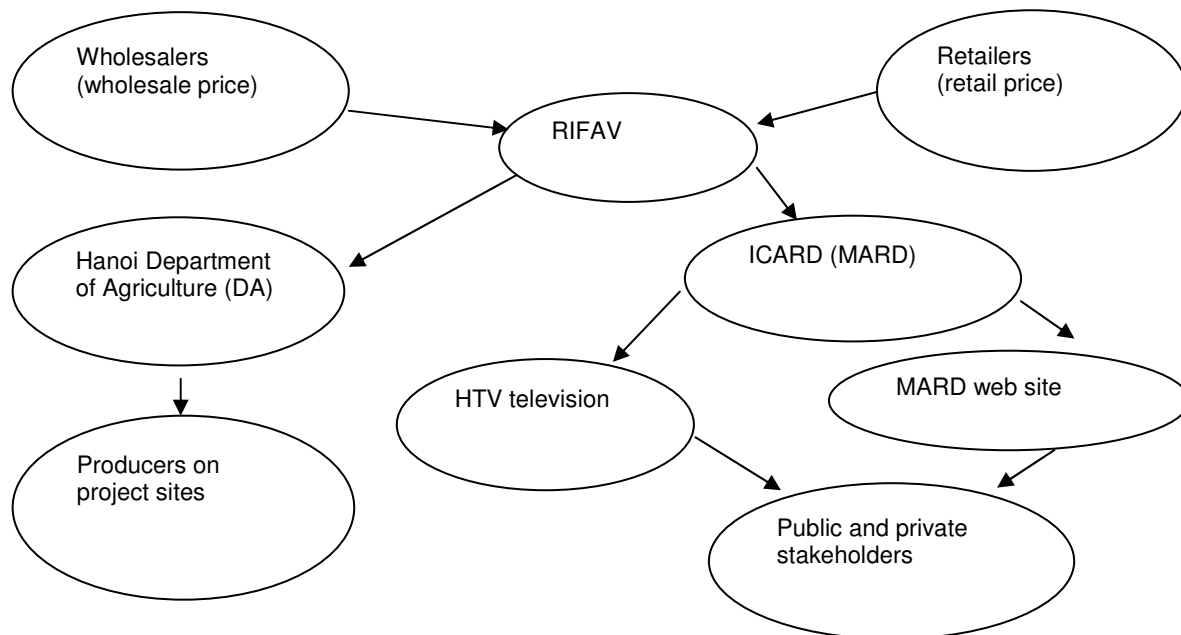 Wholesalers
(wholesale price)
Retailers
(retail price)
RIFAV
Hanoi Department
of Agriculture (DA)
ICARD (MARD)
HTV television
MARD web site
Producers on
project sites
Public and private
stakeholders